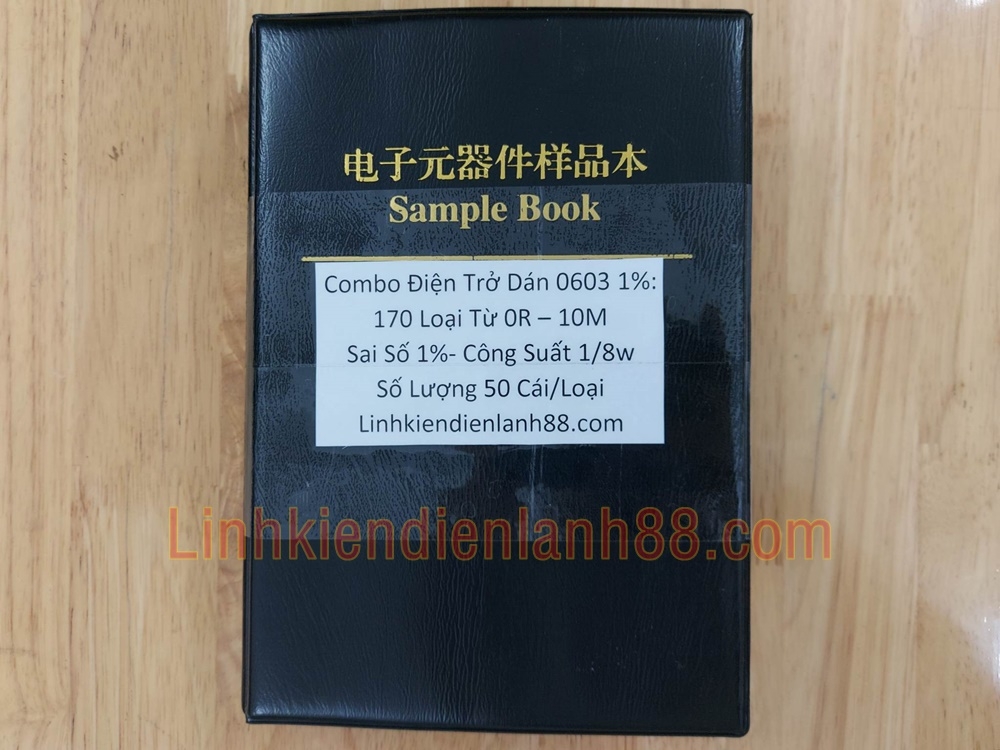 电子元器件样品本
Sample Book
Combo Điện Trở Dán 0603 1%:
170 Loại Từ 0R – 10M
Sai Số 1%- Công Suất 1/8w
Số Lượng 50 Cái/Loại
Linhkiendienlanh88.com
Linhkiendienlanh88.com